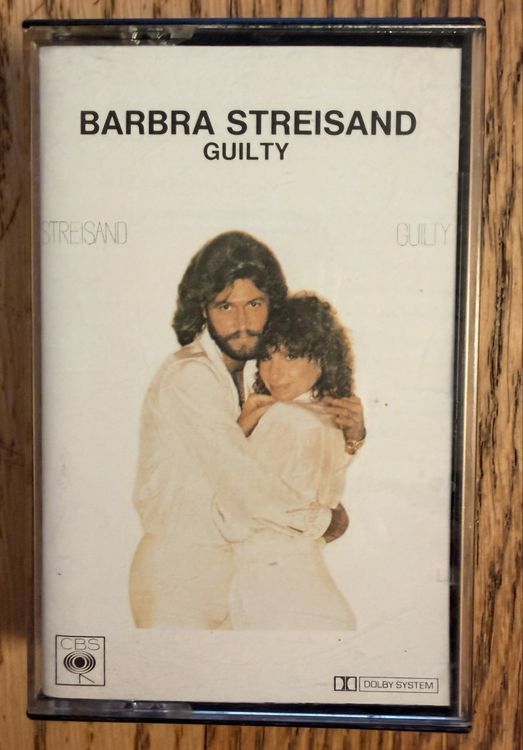 BARBRA STREISAND
GUILTY
STREISAND GUILTY
CBS
DOLBY SYSTEM